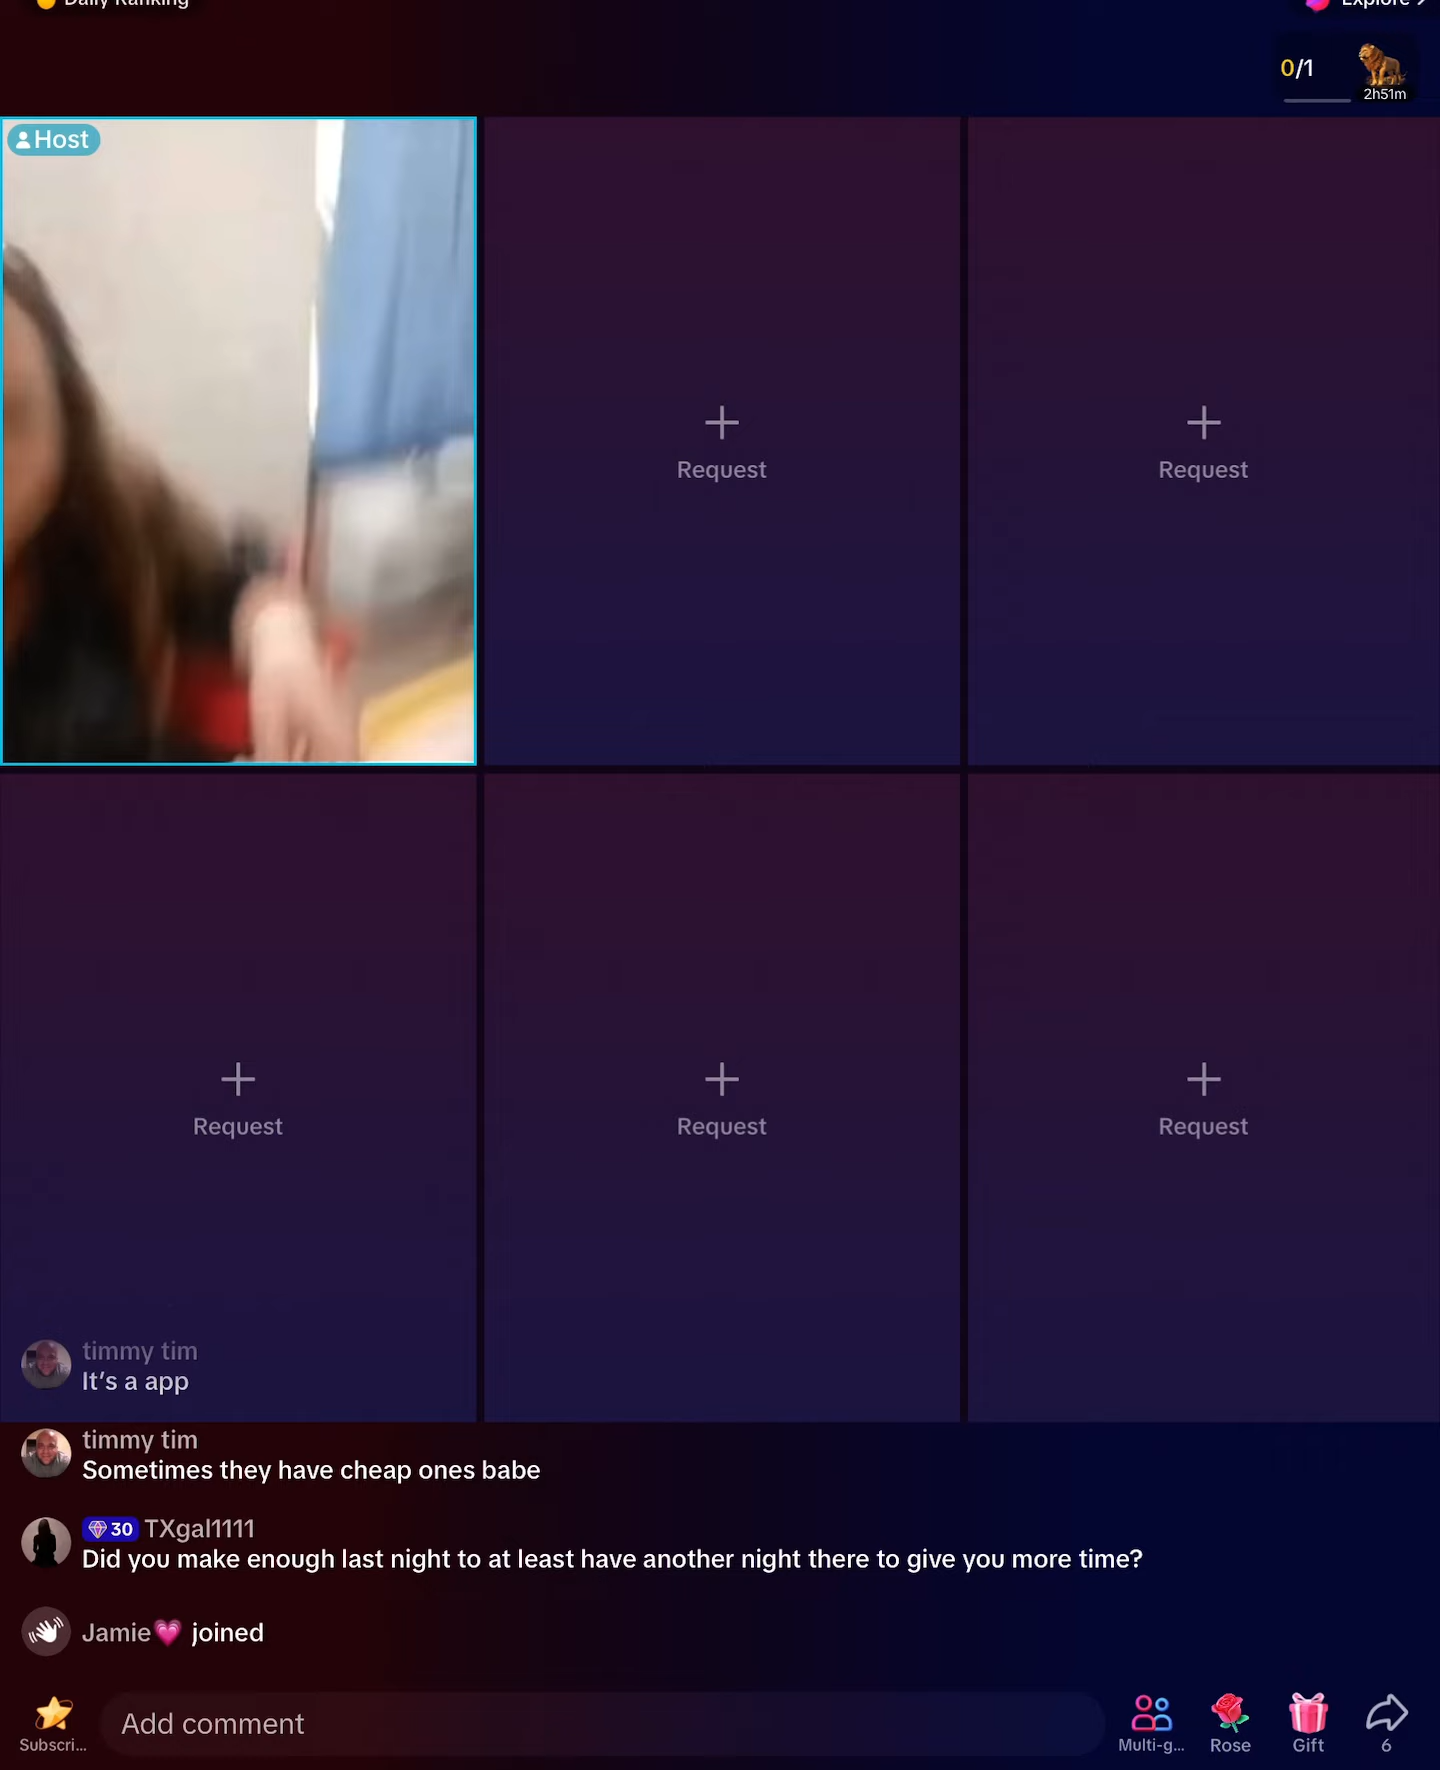 Daily Ranking
Explore >
0/1
2h51m
Host
Request
Request
Request
Request
Request
timmy tim
It's a app
timmy tim
Sometimes they have cheap ones babe
30 TXgal1111
Did you make enough last night to at least have another night there to give you more time?
Jamie💗 joined
Subscri...
Add comment
Multi-g...
Rose
Gift
6